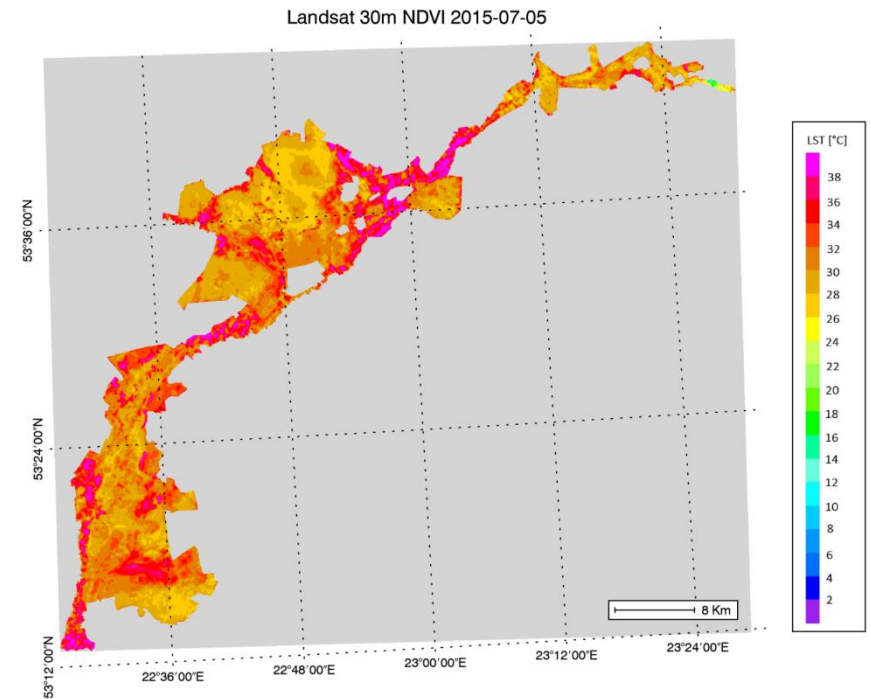 Landsat 30m NDVI 2015-07-05
LST [°C]
38
36
34
32
30
28
26
24
22
20
18
16
14
12
10
8
6
4
2
53°36′00″N
53°24′00″N
53°12′00″N
8 Km
22°36′00″E
22°48′00″E
23°00′00″E
23°12′00″E
23°24′00″E